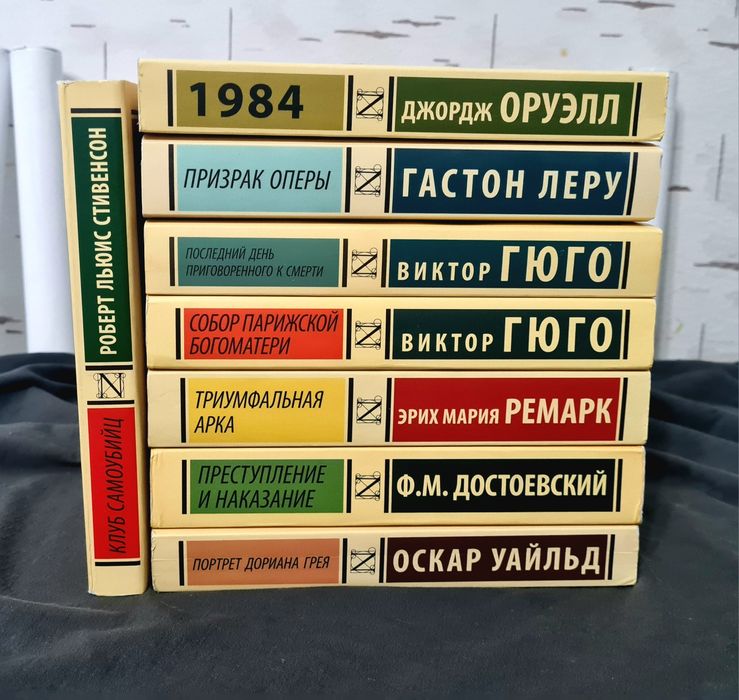 РОБЕРТ ЛЬЮИС СТИВЕНСОН
КЛУБ САМОУБИЙЦ
1984
ДЖОРДЖ ОРУЭЛЛ
ПРИЗРАК ОПЕРЫ
ГАСТОН ЛЕРУ
ПОСЛЕДНИЙ ДЕНЬ
ПРИГОВОРЕННОГО К СМЕРТИ
ВИКТОР ГЮГО
СОБОР ПАРИЖСКОЙ
БОГОМАТЕРИ
ВИКТОР ГЮГО
ТРИУМФАЛЬНАЯ
АРКА
ЭРИХ МАРИЯ РЕМАРК
ПРЕСТУПЛЕНИЕ
И НАКАЗАНИЕ
Ф.М. ДОСТОЕВСКИЙ
ПОРТРЕТ ДОРИАНА ГРЕЯ
ОСКАР УАЙЛЬД